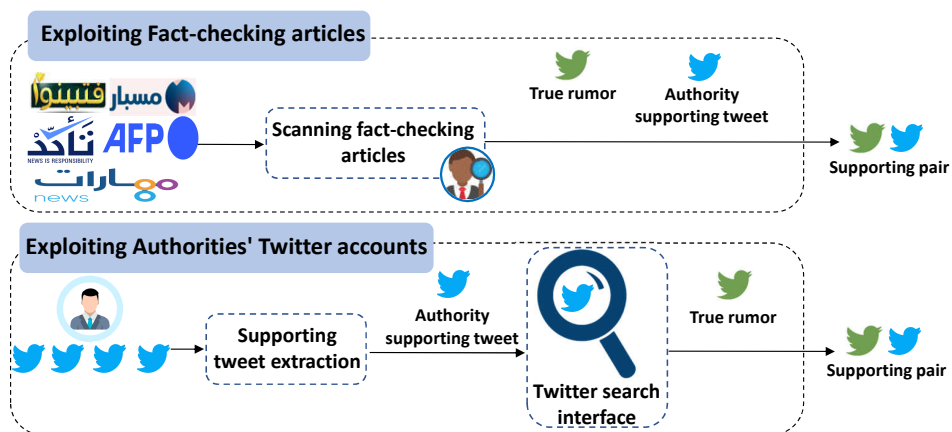 Exploiting Fact-checking articles
فتبينوا
مسبار
تَأكّدْ
NEWS IS RESPONSIBILITY
AFP
مهارات
news
Scanning fact-checking
articles
True rumor
Authority
supporting tweet
Supporting pair
Exploiting Authorities' Twitter accounts
Supporting
tweet extraction
Authority
supporting tweet
Twitter search
interface
True rumor
Supporting pair